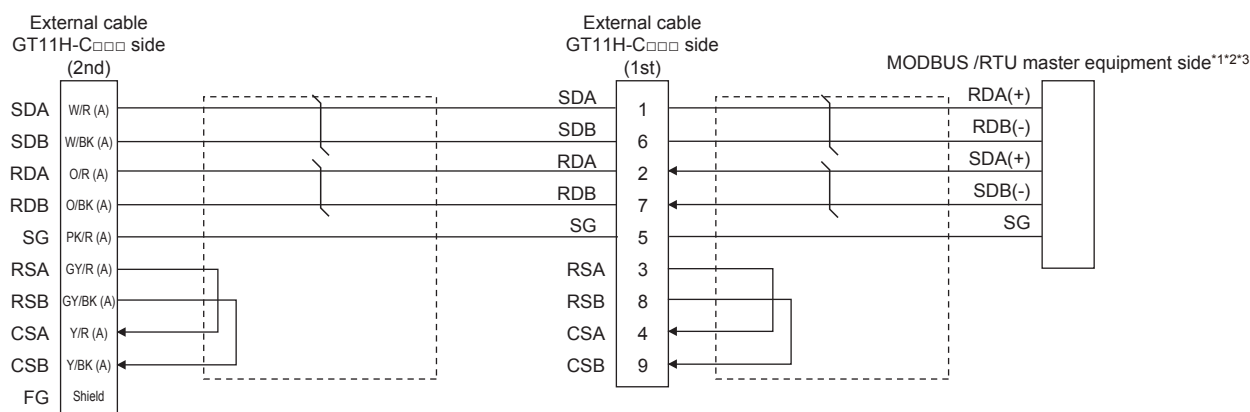 External cable
GT11H-C□□□ side
(2nd)
External cable
GT11H-C□□□ side
(1st)
MODBUS /RTU master equipment side*1*2*3
SDA W/R (A) SDA 1 RDA(+)
SDB W/BK (A) SDB 6 RDB(-)
RDA O/R (A) RDA 2 SDA(+)
RDB O/BK (A) RDB 7 SDB(-)
SG PK/R (A) SG 5 SG
RSA GY/R (A) RSA 3
RSB GY/BK (A) RSB 8
CSA Y/R (A) CSA 4
CSB Y/BK (A) CSB 9
FG Shield